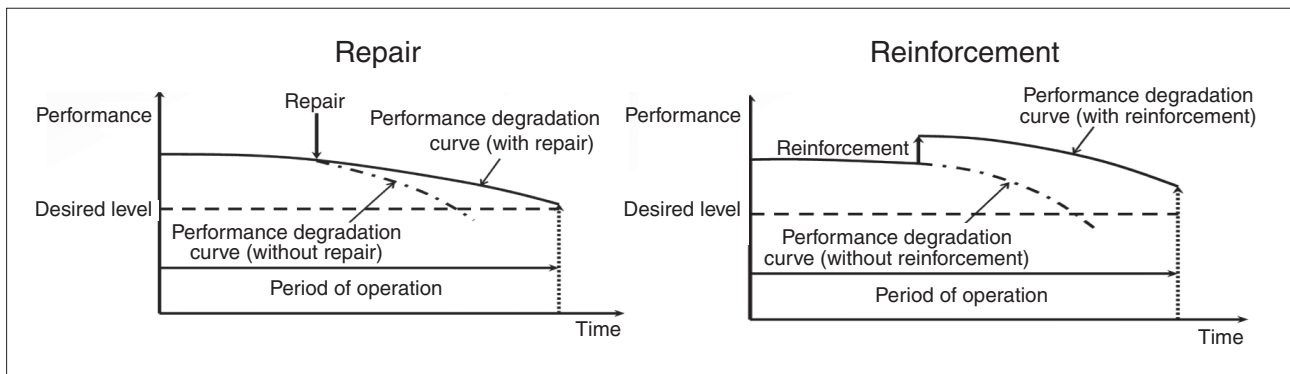 Repair
Performance
Repair
Performance degradation
curve (with repair)
Desired level
Performance degradation
curve (without repair)
Period of operation
Time
Reinforcement
Performance
Performance degradation
curve (with reinforcement)
Reinforcement
Desired level
Performance degradation
curve (without reinforcement)
Period of operation
Time